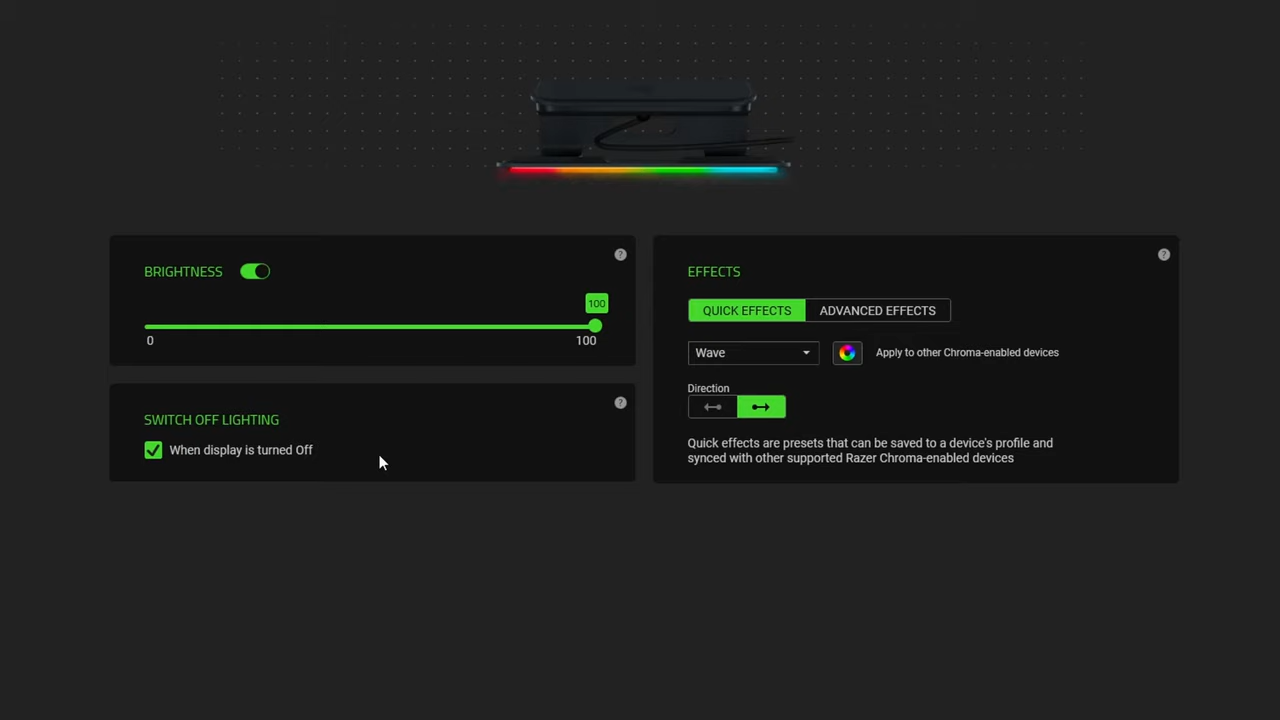 BRIGHTNESS
100
0
100
SWITCH OFF LIGHTING
When display is turned Off
EFFECTS
QUICK EFFECTS
ADVANCED EFFECTS
Wave
Apply to other Chroma-enabled devices
Direction
Quick effects are presets that can be saved to a device's profile and
synced with other supported Razer Chroma-enabled devices